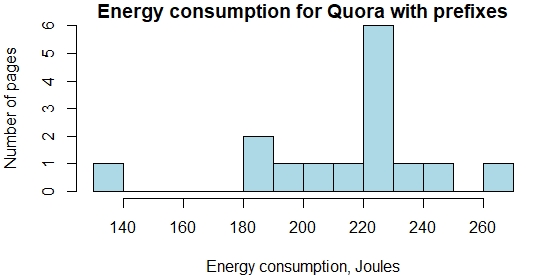 Energy consumption for Quora with prefixes
Number of pages
6
5
4
3
2
1
0
140 160 180 200 220 240 260
Energy consumption, Joules